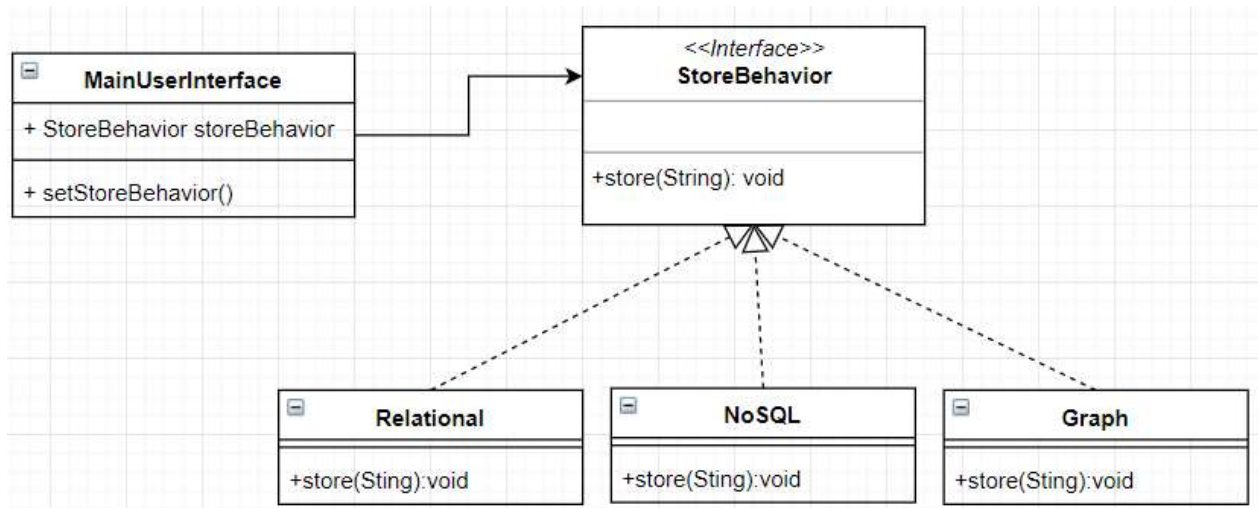 MainUserInterface
+ StoreBehavior storeBehavior
+ setStoreBehavior()
<<Interface>>
StoreBehavior
+store(String): void
Relational
+store(Sting):void
NoSQL
+store(Sting):void
Graph
+store(Sting):void